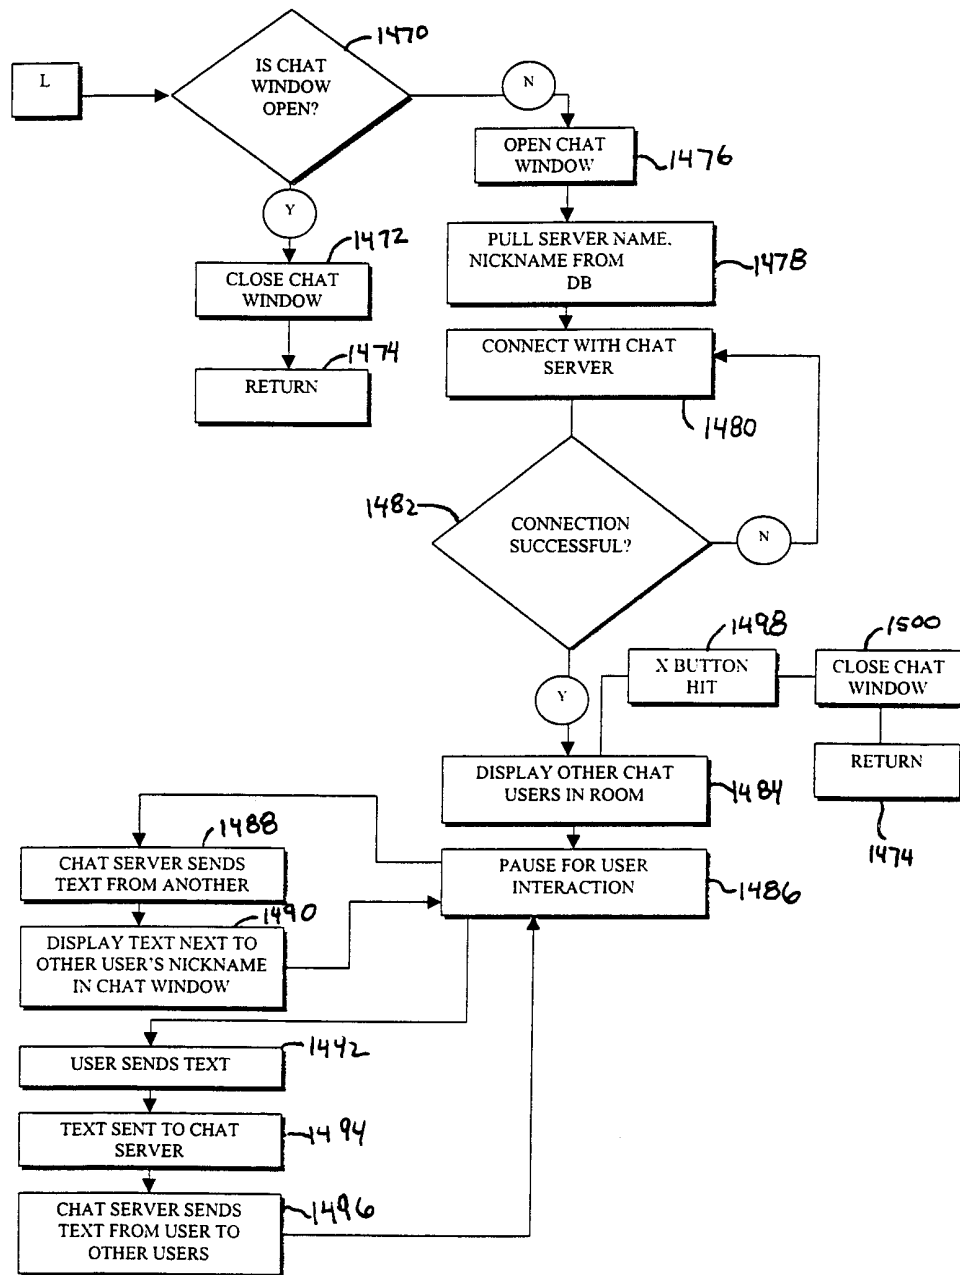 1470
L
IS CHAT
WINDOW
OPEN?
N
OPEN CHAT
WINDOW
1476
Y
1472
CLOSE CHAT
WINDOW
PULL SERVER NAME,
NICKNAME FROM
DB
1478
1474
RETURN
CONNECT WITH CHAT
SERVER
1480
1482
CONNECTION
SUCCESSFUL?
N
Y
1498
X BUTTON
HIT
1500
CLOSE CHAT
WINDOW
RETURN
1474
DISPLAY OTHER CHAT
USERS IN ROOM
1484
PAUSE FOR USER
INTERACTION
1486
1488
CHAT SERVER SENDS
TEXT FROM ANOTHER
1490
DISPLAY TEXT NEXT TO
OTHER USER'S NICKNAME
IN CHAT WINDOW
1442
USER SENDS TEXT
TEXT SENT TO CHAT
SERVER
1494
CHAT SERVER SENDS
TEXT FROM USER TO
OTHER USERS
1496